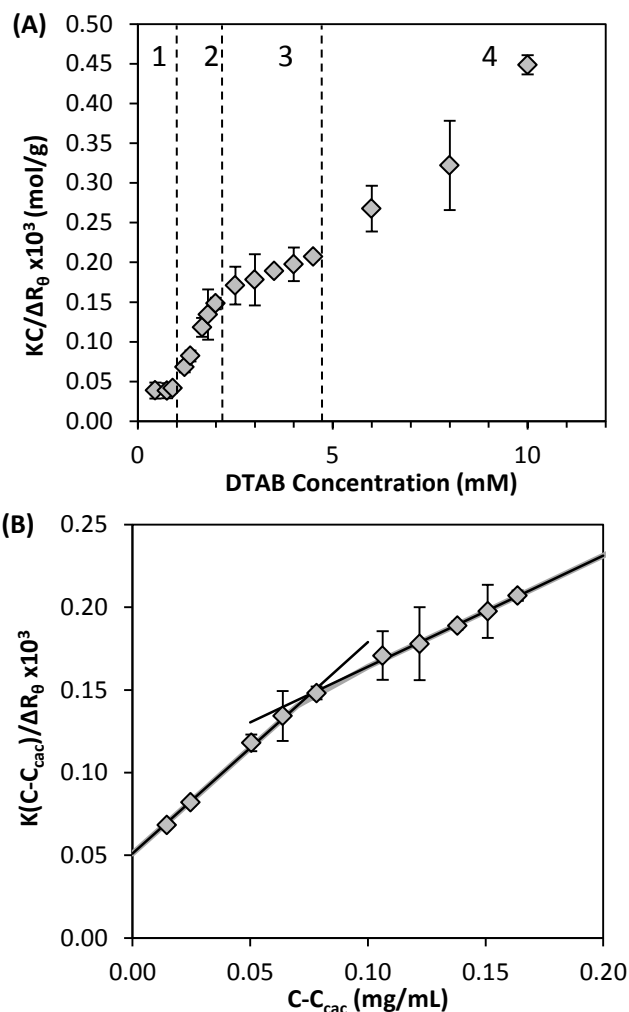 (A)
KC/ΔRθ x10³ (mol/g)
0.50
0.45
0.40
0.35
0.30
0.25
0.20
0.15
0.10
0.05
0.00
1 2 3 4
0 5 10
DTAB Concentration (mM)
(B)
K(C-Ccac)/ΔRθ x10³
0.25
0.20
0.15
0.10
0.05
0.00
0.00 0.05 0.10 0.15 0.20
C-Ccac (mg/mL)